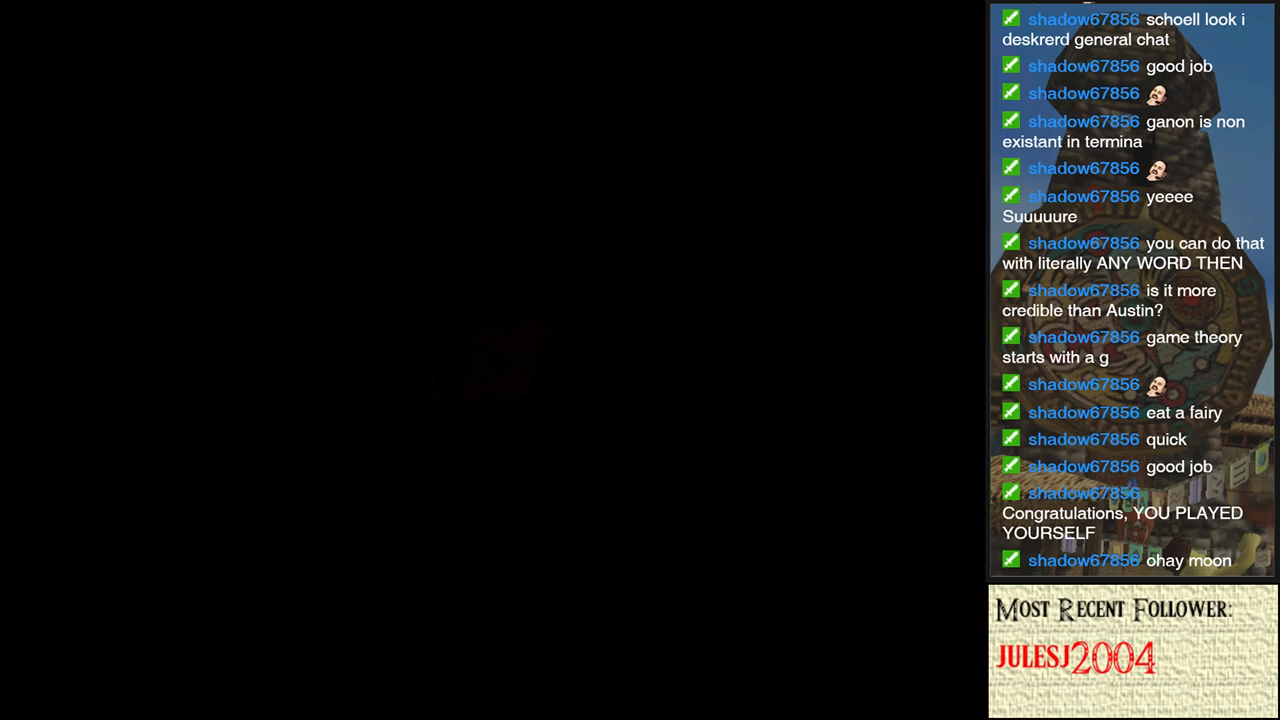 shadow67856 schoell look i
deskrerd general chat
shadow67856 good job
shadow67856
shadow67856 ganon is non
existant in termina
shadow67856
shadow67856 yeeee
Suuuuure
shadow67856 you can do that
with literally ANY WORD THEN
shadow67856 is it more
credible than Austin?
shadow67856 game theory
starts with a g
shadow67856
shadow67856 eat a fairy
shadow67856 quick
shadow67856 good job
shadow67856
Congratulations, YOU PLAYED
YOURSELF
shadow67856 ohay moon
MOST RECENT FOLLOWER:
JULESJ2004